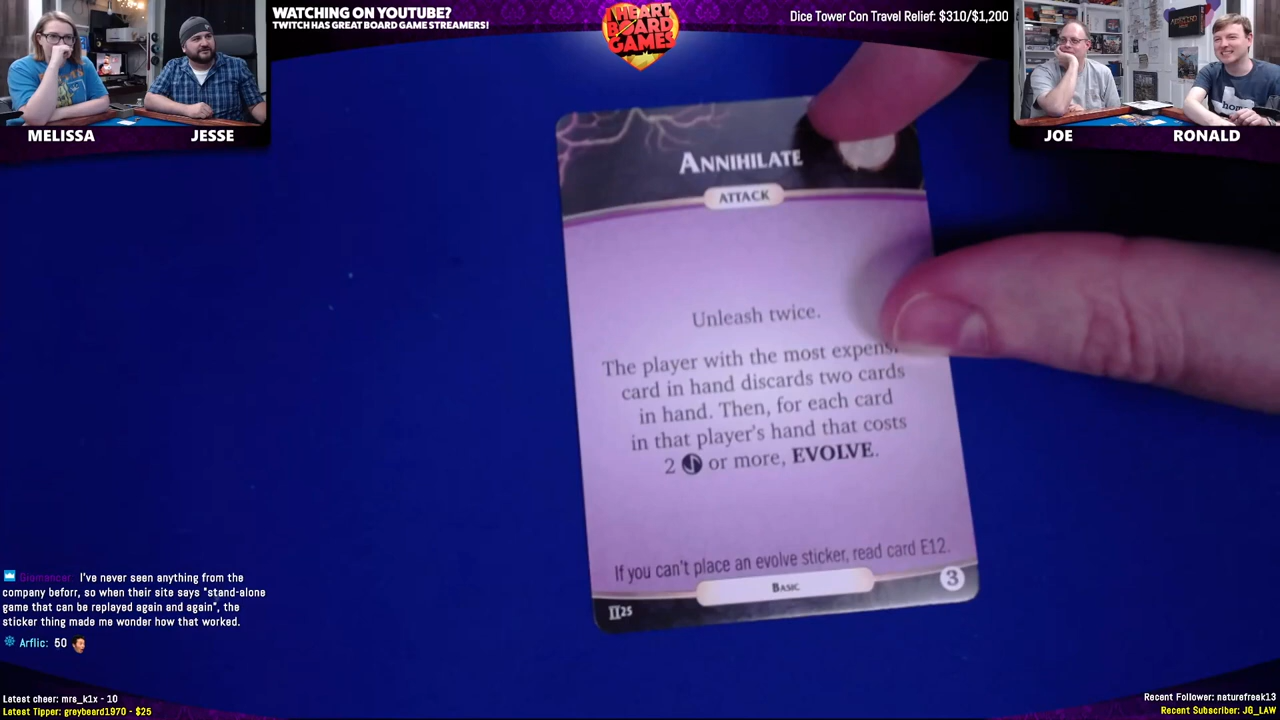 WATCHING ON YOUTUBE?
TWITCH HAS GREAT BOARD GAME STREAMERS!
I HEART
BOARD
GAMES
Dice Tower Con Travel Relief: $310/$1,200
MELISSA
JESSE
JOE
RONALD
ANNIHILATE
ATTACK
Unleash twice.
The player with the most
card in hand discards two cards
in hand. Then, for each card
in that player's hand that costs
2 or more, EVOLVE.
If you can't place an evolve sticker, read card E12.
BASIC
3
II25
I've never seen anything from the
company beforr, so when their site says "stand-alone
game that can be replayed again and again", the
sticker thing made me wonder how that worked.
Arflic: 50
Latest cheer: mrs_k1x - 10
Latest Tipper: greybeard1970 - $25
Recent Follower: naturefreak13
Recent Subscriber: JG_LAW